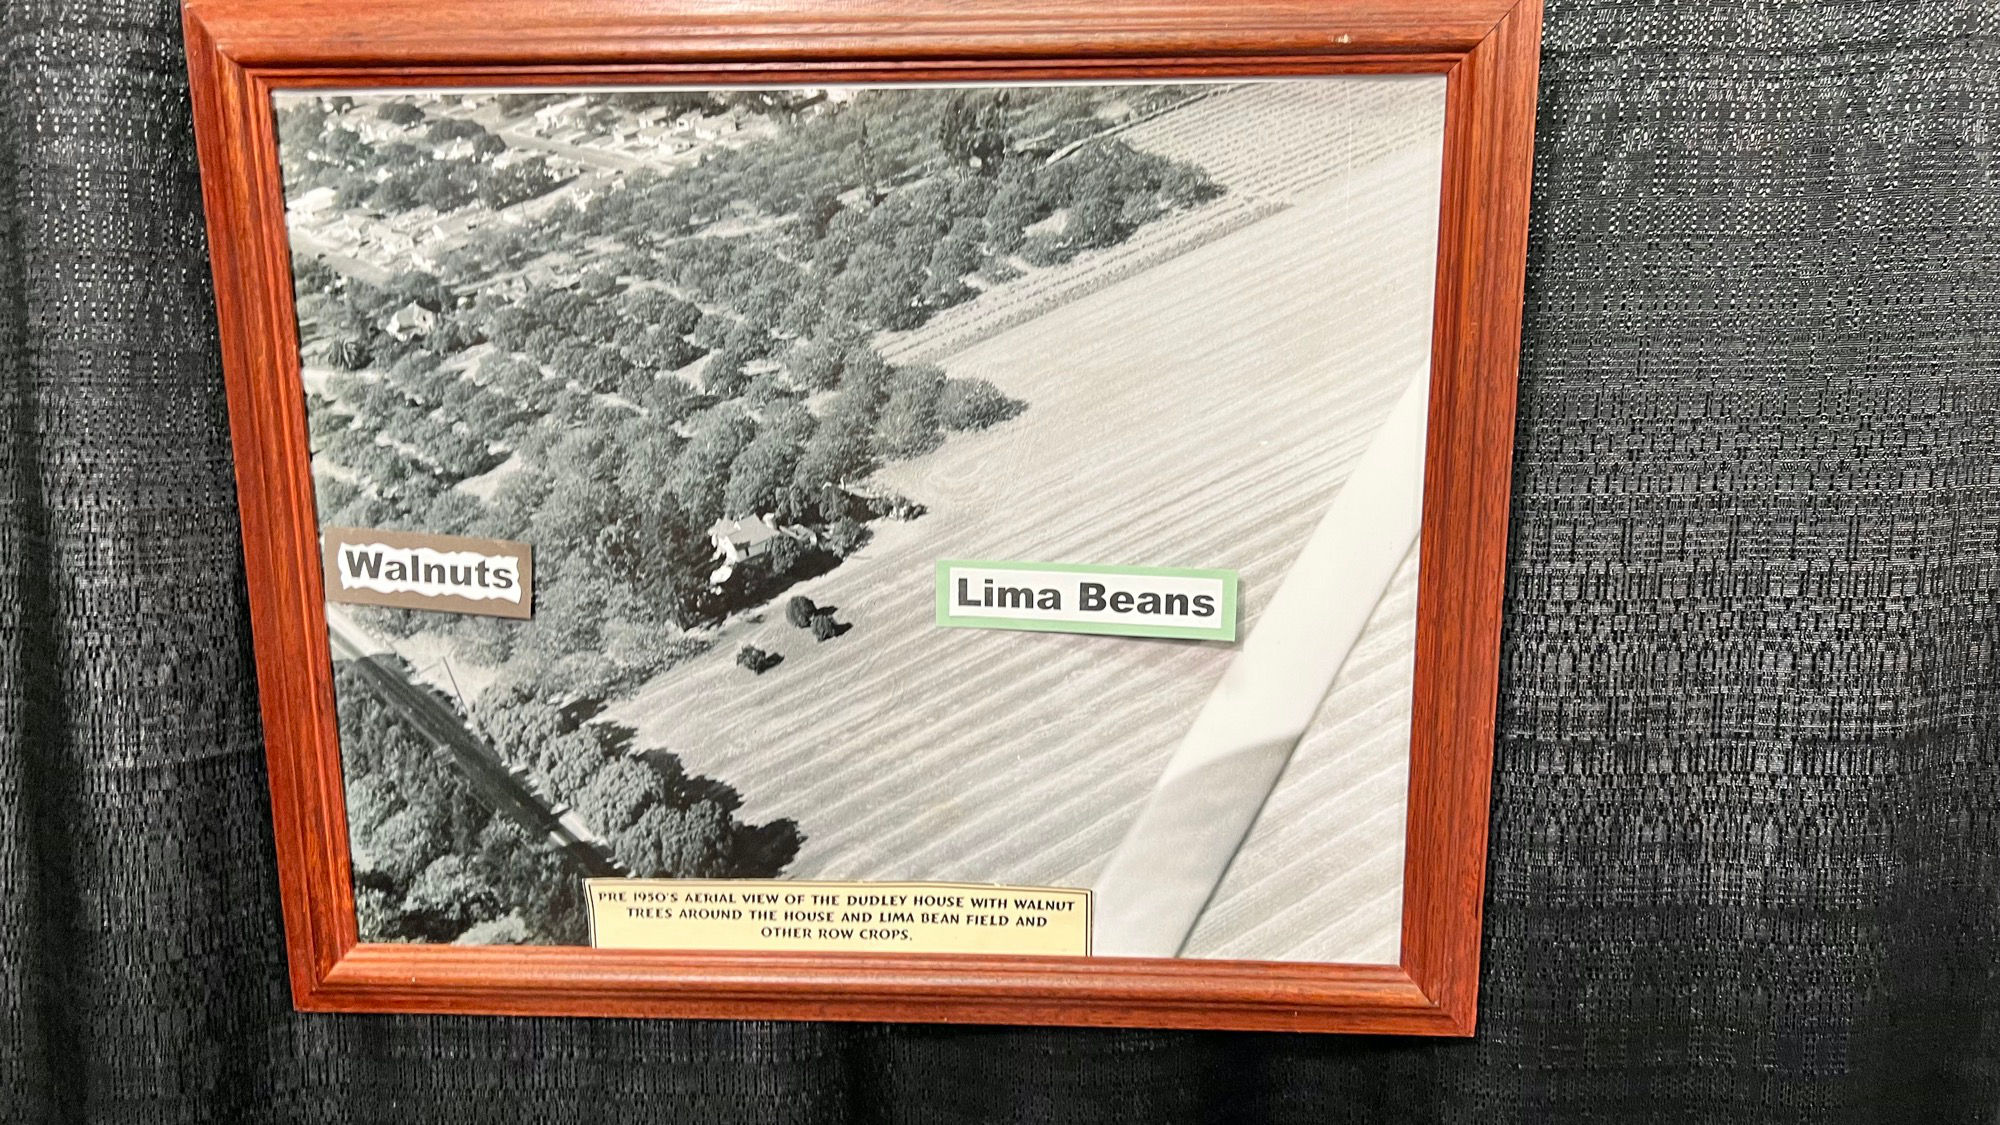 Walnuts
Lima Beans
PRE 1950'S AERIAL VIEW OF THE DUDLEY HOUSE WITH WALNUT
TREES AROUND THE HOUSE AND LIMA BEAN FIELD AND
OTHER ROW CROPS.